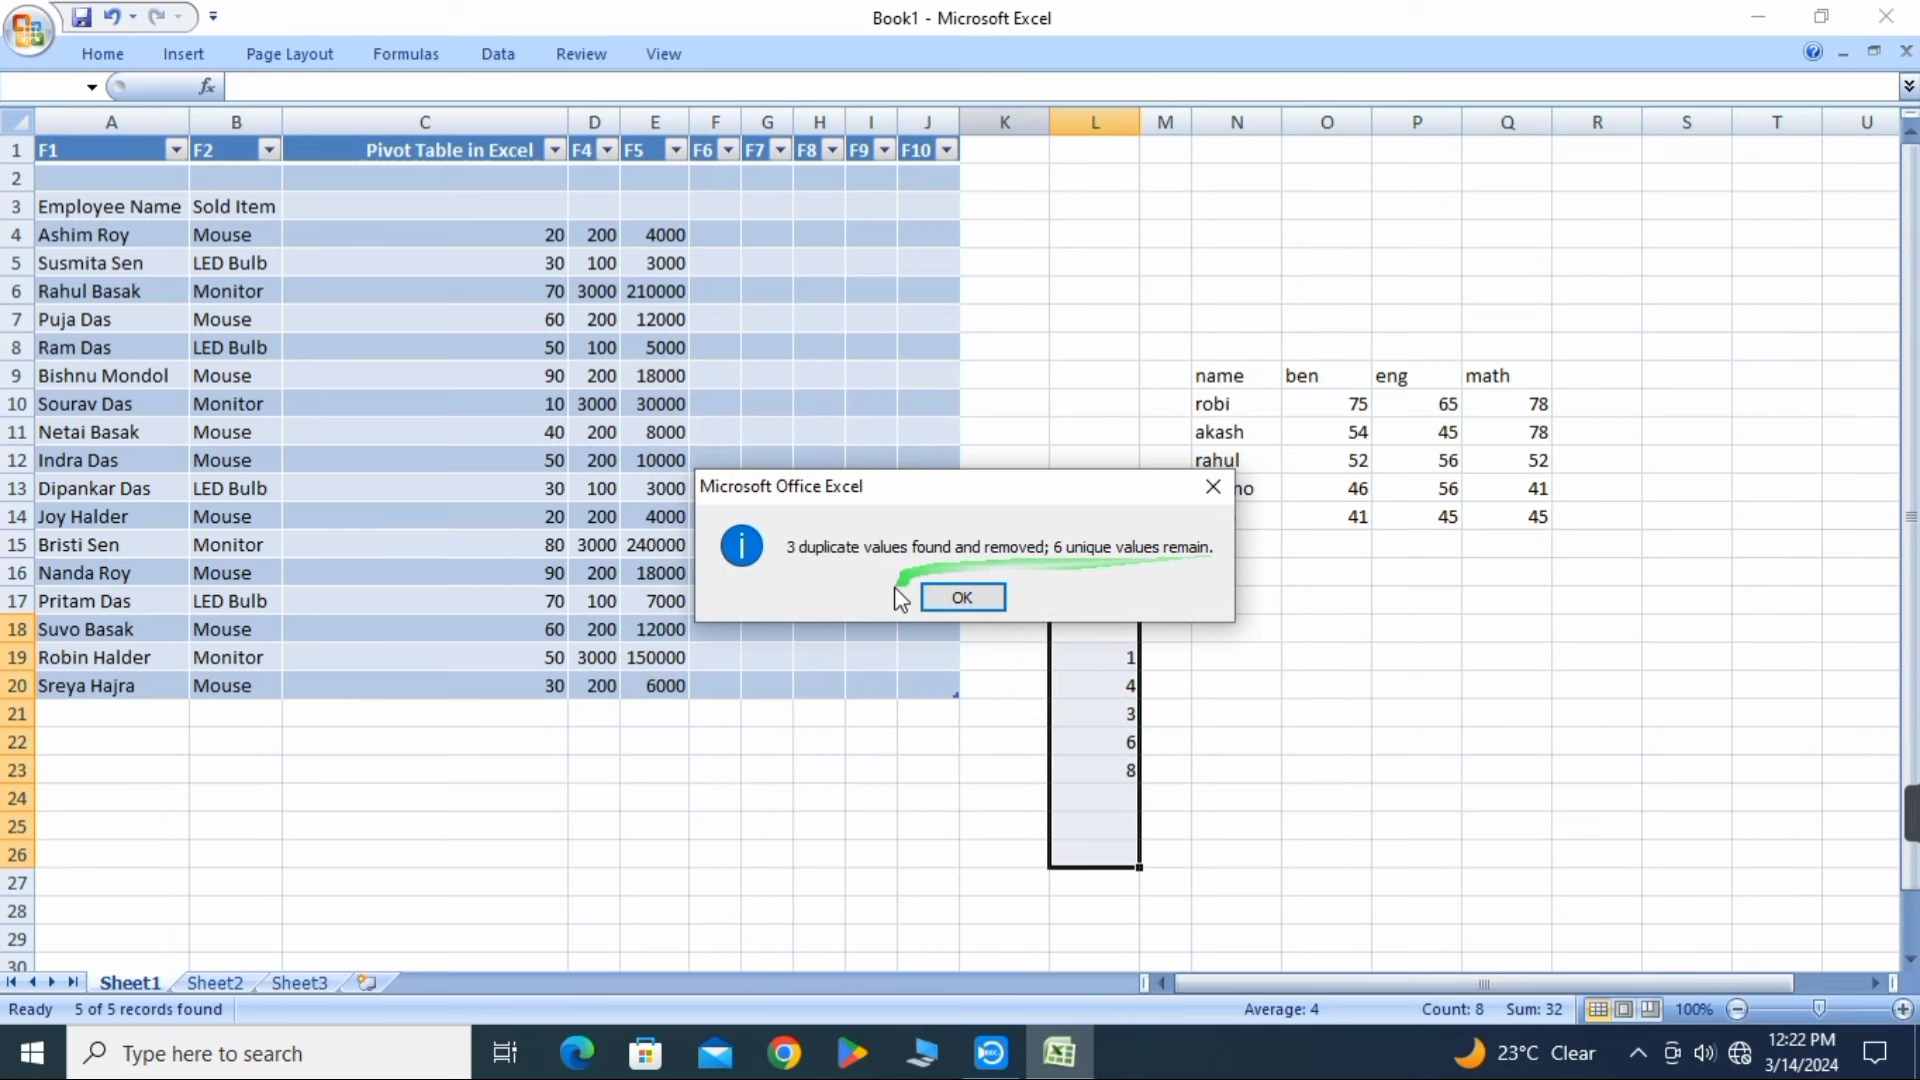 Book1 - Microsoft Excel
Home Insert Page Layout Formulas Data Review View
fx
A B C D E F G H I J K L M N O P Q R S T U
1 F1 F2 Pivot Table in Excel F4 F5 F6 F7 F8 F9 F10
2
3 Employee Name Sold Item
4 Ashim Roy Mouse 20 200 4000
5 Susmita Sen LED Bulb 30 100 3000
6 Rahul Basak Monitor 70 3000 210000
7 Puja Das Mouse 60 200 12000
8 Ram Das LED Bulb 50 100 5000
9 Bishnu Mondol Mouse 90 200 18000 name ben eng math
10 Sourav Das Monitor 10 3000 30000 robi 75 65 78
11 Netai Basak Mouse 40 200 8000 akash 54 45 78
12 Indra Das Mouse 50 200 10000 rahul 52 56 52
13 Dipankar Das LED Bulb 30 100 3000 46 56 41
14 Joy Halder Mouse 20 200 4000 41 45 45
15 Bristi Sen Monitor 80 3000 240000
16 Nanda Roy Mouse 90 200 18000
17 Pritam Das LED Bulb 70 100 7000
18 Suvo Basak Mouse 60 200 12000
19 Robin Halder Monitor 50 3000 150000 1
20 Sreya Hajra Mouse 30 200 6000 4
21 3
22 6
23 8
24
25
26
27
28
29
30
Microsoft Office Excel
3 duplicate values found and removed; 6 unique values remain.
OK
Sheet1 Sheet2 Sheet3
Ready 5 of 5 records found Average: 4 Count: 8 Sum: 32 100%
Type here to search
REC
23°C Clear
12:22 PM
3/14/2024